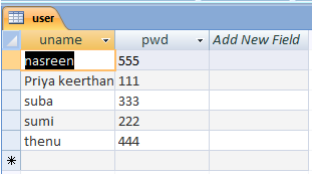 user
uname pwd Add New Field
nasreen 555
Priya keerthan 111
suba 333
sumi 222
thenu 444